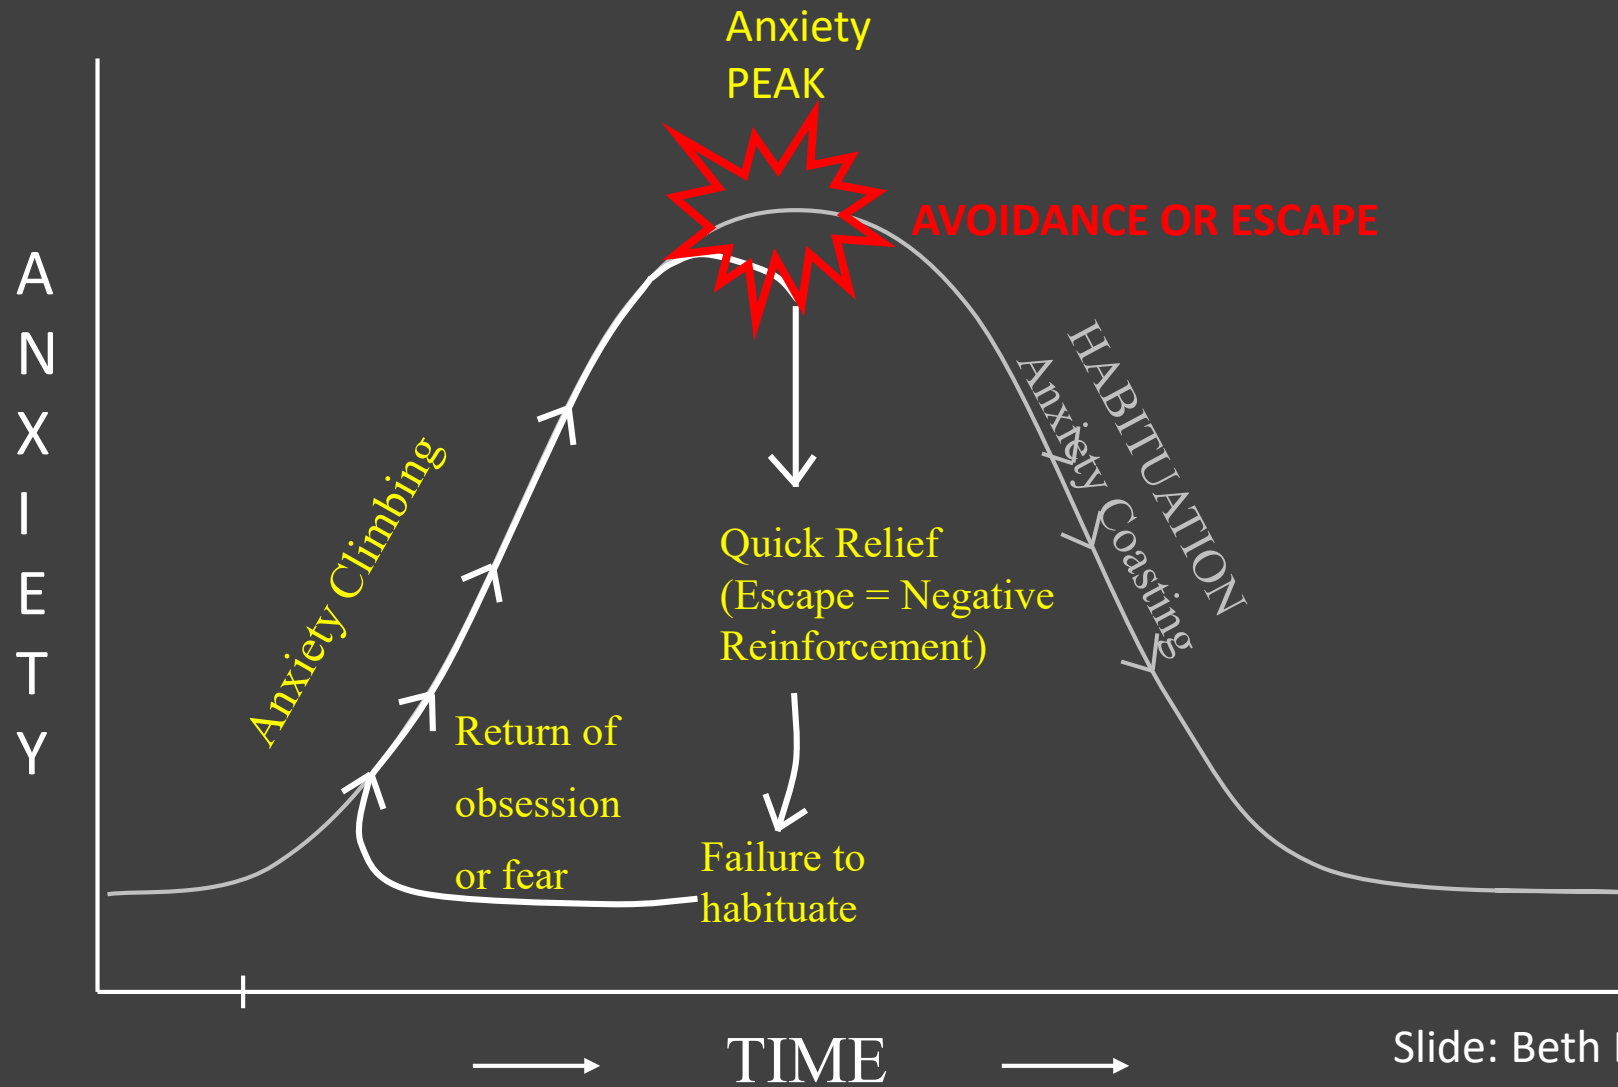 Anxiety
PEAK
AVOIDANCE OR ESCAPE
ANXIETY
HABITUATION
Anxiety Coasting
Anxiety Climbing
Quick Relief
(Escape = Negative
Reinforcement)
Return of
obsession
or fear
Failure to
habituate
TIME
Slide: Beth